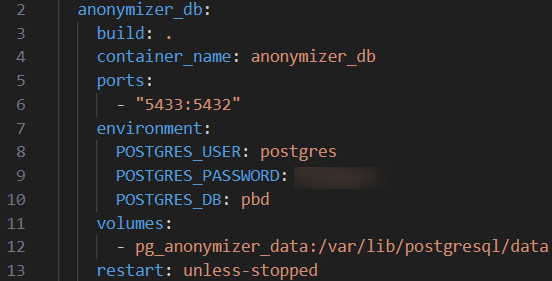 2 anonymizer_db:
3 build: .
4 container_name: anonymizer_db
5 ports:
6 - "5433:5432"
7 environment:
8 POSTGRES_USER: postgres
9 POSTGRES_PASSWORD:
10 POSTGRES_DB: pbd
11 volumes:
12 - pg_anonymizer_data:/var/lib/postgresql/data
13 restart: unless-stopped